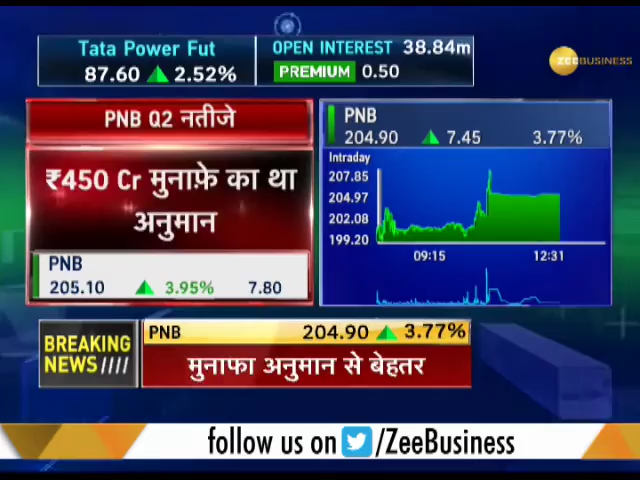 Tata Power Fut
87.60 ▲ 2.52%
OPEN INTEREST 38.84m
PREMIUM 0.50
ZEEBUSINESS
PNB Q2 नतीजे
₹450 Cr मुनाफ़े का था
अनुमान
PNB
205.10 ▲ 3.95% 7.80
PNB
204.90 ▲ 7.45 3.77%
Intraday
207.85
204.97
202.08
199.20
09:15 12:31
BREAKING
NEWS ////
PNB 204.90 ▲ 3.77%
मुनाफा अनुमान से बेहतर
follow us on /ZeeBusiness